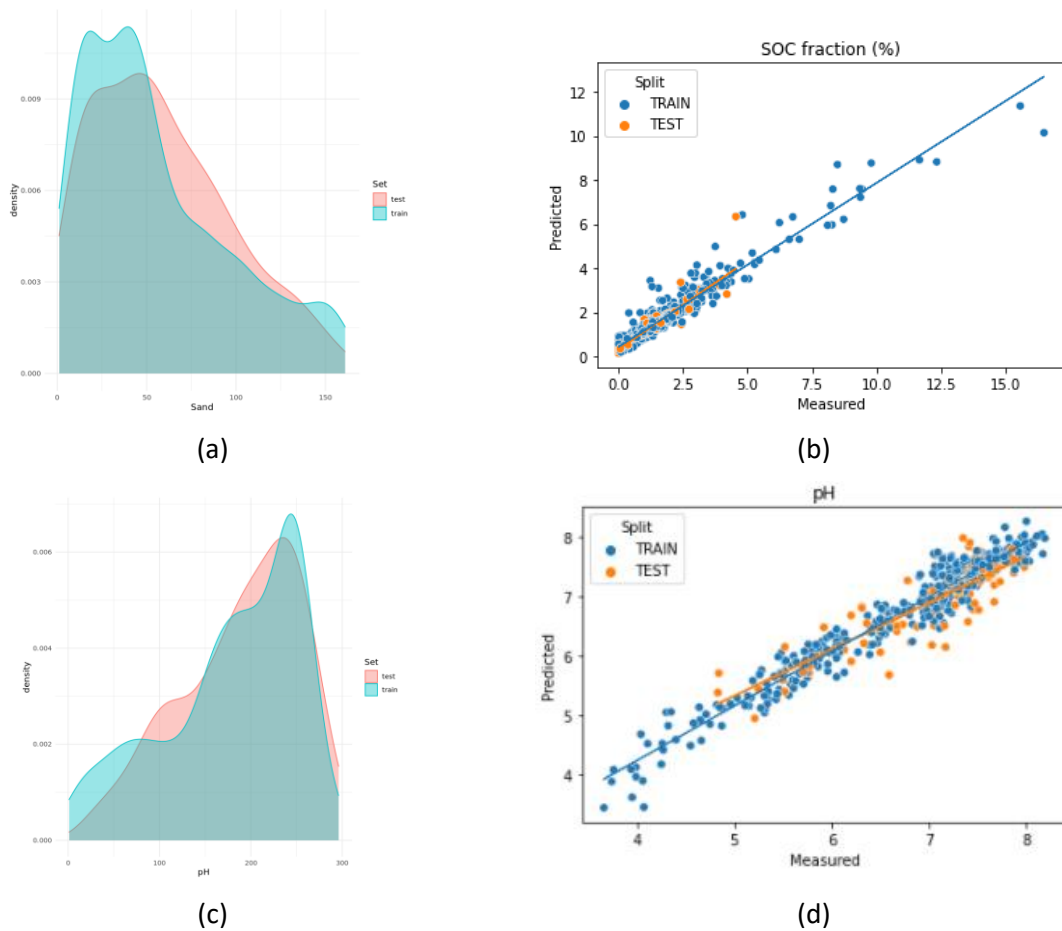 density
0.009
0.006
0.003
0.000
0
50
100
150
Sand
Set
test
train
(a)
SOC fraction (%)
Split
TRAIN
TEST
Predicted
12
10
8
6
4
2
0
0.0
2.5
5.0
7.5
10.0
12.5
15.0
Measured
(b)
density
0.006
0.004
0.002
0.000
0
100
200
300
pH
Set
test
train
(c)
pH
Split
TRAIN
TEST
Predicted
8
7
6
5
4
4
5
6
7
8
Measured
(d)